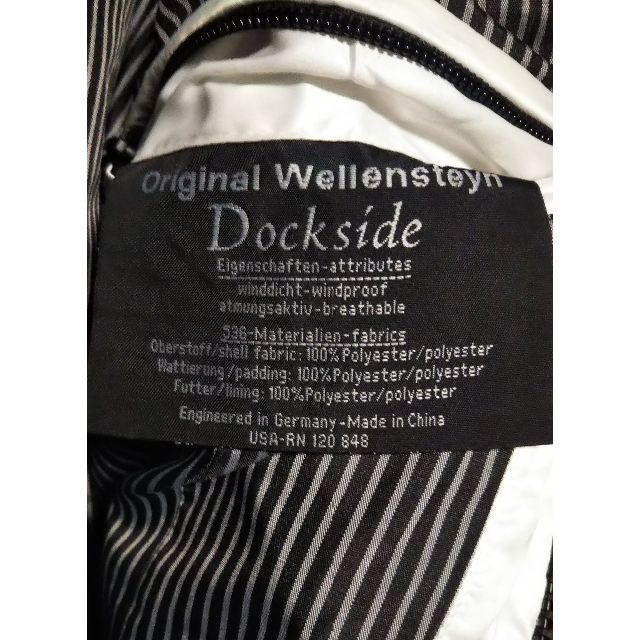 Original Wellensteyn
Dockside
Eigenschaften-attributes
winddicht-windproof
atmungsaktiv-breathable
536-Materialien-fabrics
Oberstoff/shell fabric: 100%Polyester/polyester
Wattierung/padding: 100%Polyester/polyester
Futter/lining: 100%Polyester/polyester
Engineered in Germany-Made in China
USA-RN 120 848